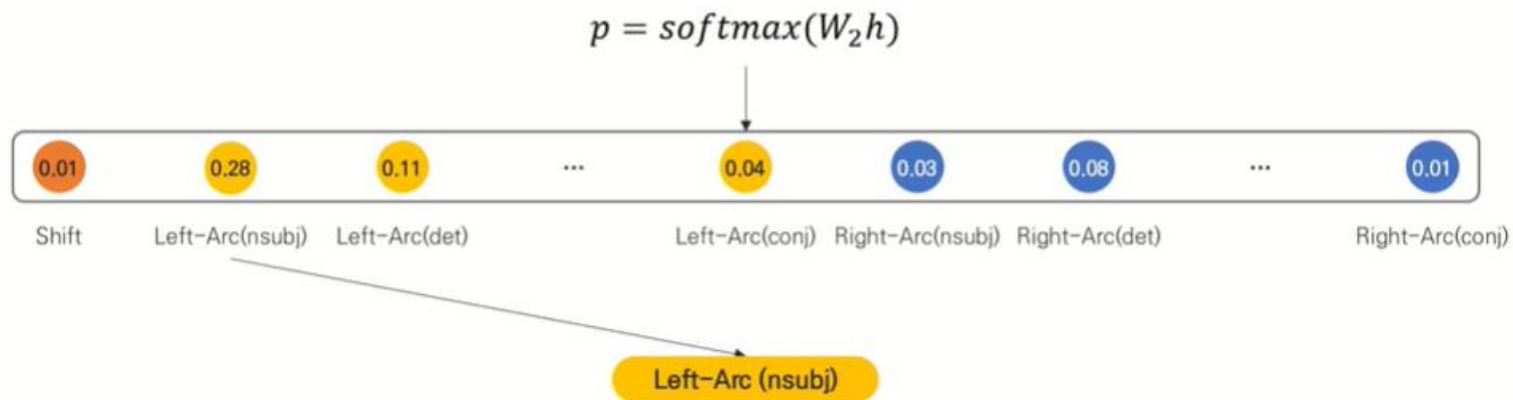 p = softmax(W₂h)
0.01 0.28 0.11 ... 0.04 0.03 0.08 ... 0.01
Shift Left-Arc(nsubj) Left-Arc(det) Left-Arc(conj) Right-Arc(nsubj) Right-Arc(det) Right-Arc(conj)
Left-Arc (nsubj)